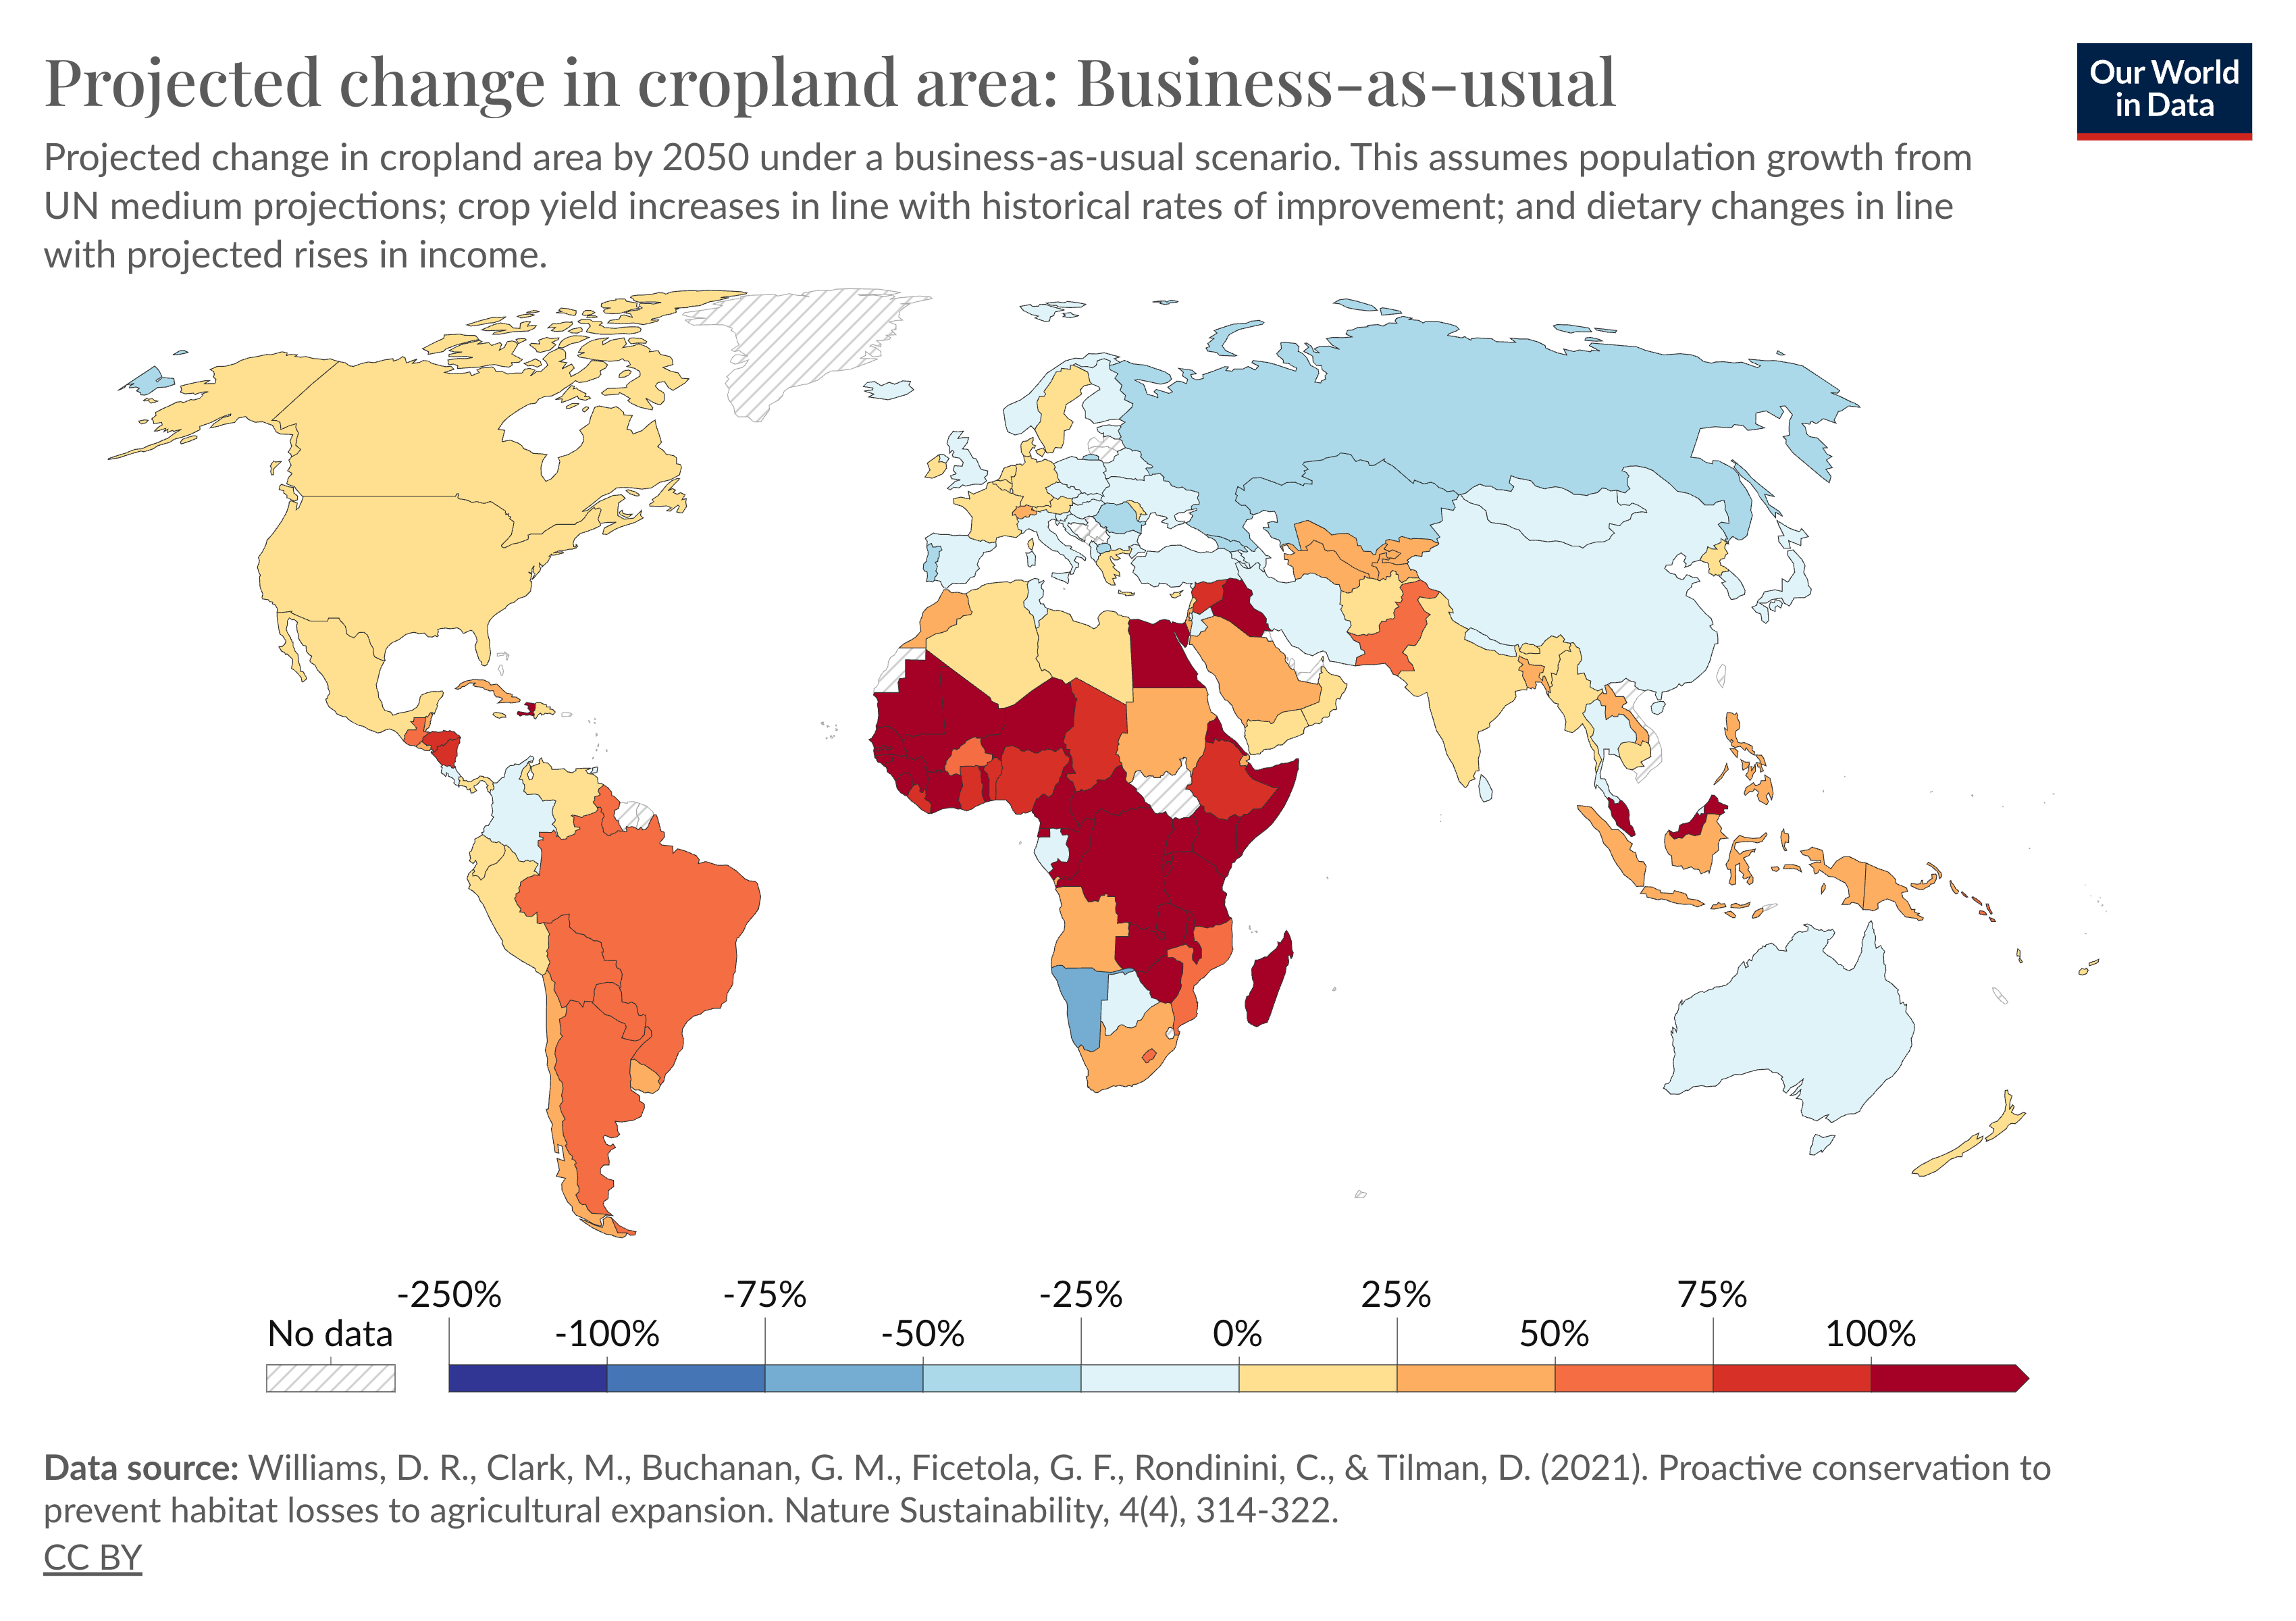 Projected change in cropland area: Business-as-usual
Our World
in Data
Projected change in cropland area by 2050 under a business-as-usual scenario. This assumes population growth from
UN medium projections; crop yield increases in line with historical rates of improvement; and dietary changes in line
with projected rises in income.
-250% -75% -25% 25% 75%
No data -100% -50% 0% 50% 100%
Data source: Williams, D. R., Clark, M., Buchanan, G. M., Ficetola, G. F., Rondinini, C., & Tilman, D. (2021). Proactive conservation to
prevent habitat losses to agricultural expansion. Nature Sustainability, 4(4), 314-322.
CC BY